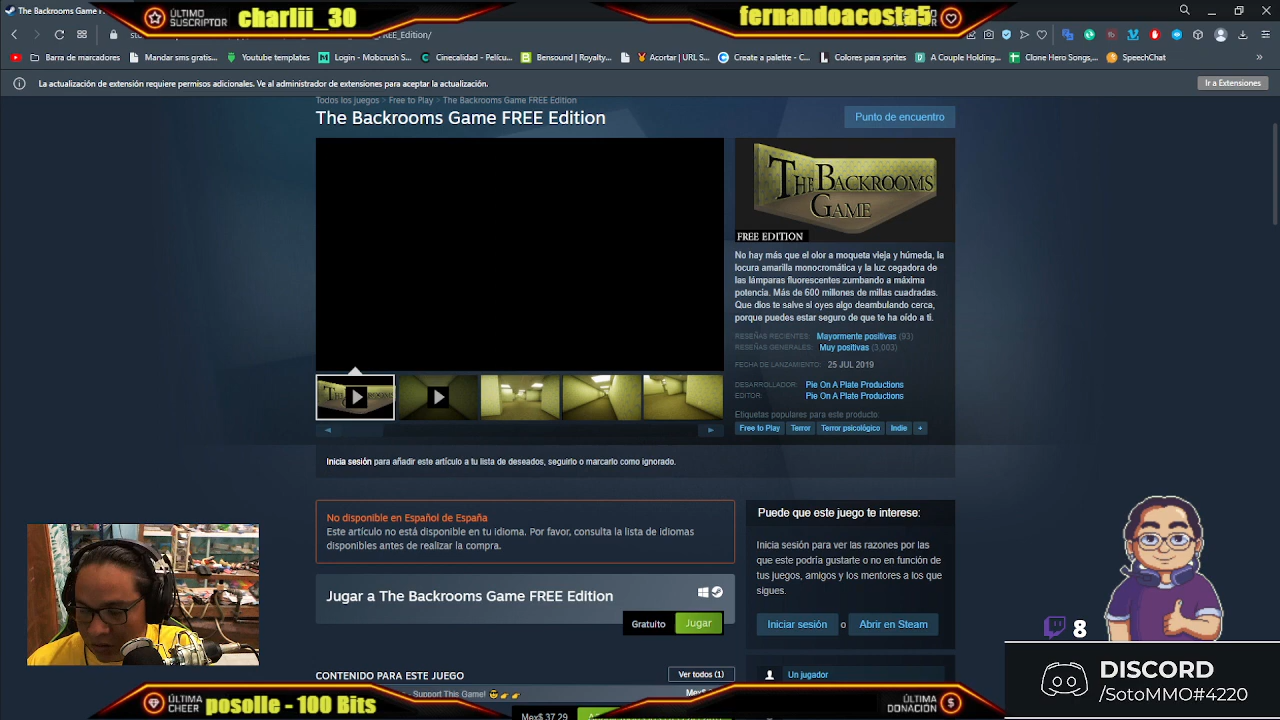 The Backrooms Game F
ÚLTIMO
SUSCRIPTOR
charlii_30
fernandoacosta5
REE_Edition/
Barra de marcadores
Mandar sms gratis...
Youtube templates
Login - Mobcrush S...
Cinecalidad - Pelícu...
Bensound | Royalty...
Acortar | URL S...
Create a palette - C...
Colores para sprites
A Couple Holding...
Clone Hero Songs,...
SpeechChat
La actualización de extensión requiere permisos adicionales. Ve al administrador de extensiones para aceptar la actualización.
Ir a Extensiones
Todos los juegos > Free to Play > The Backrooms Game FREE Edition
The Backrooms Game FREE Edition
Punto de encuentro
THE BACKROOMS
GAME
FREE EDITION
No hay más que el olor a moqueta vieja y húmeda, la
locura amarilla monocromática y la luz cegadora de
las lámparas fluorescentes zumbando a máxima
potencia. Más de 600 millones de millas cuadradas.
Que dios te salve si oyes algo deambulando cerca,
porque puedes estar seguro de que te ha oído a ti.
RESEÑAS RECIENTES: Mayormente positivas (93)
RESEÑAS GENERALES: Muy positivas (3,003)
FECHA DE LANZAMIENTO: 25 JUL 2019
DESARROLLADOR: Pie On A Plate Productions
EDITOR: Pie On A Plate Productions
Etiquetas populares para este producto:
Free to Play Terror Terror psicológico Indie +
Inicia sesión para añadir este artículo a tu lista de deseados, seguirlo o marcarlo como ignorado.
No disponible en Español de España
Este artículo no está disponible en tu idioma. Por favor, consulta la lista de idiomas
disponibles antes de realizar la compra.
Jugar a The Backrooms Game FREE Edition
Gratuito
Jugar
CONTENIDO PARA ESTE JUEGO
Ver todos (1)
- Support This Game!
Mex$ 37.29
Puede que este juego te interese:
Inicia sesión para ver las razones por las
que este podría gustarte o no en función de
tus juegos, amigos y los mentores a los que
sigues.
Iniciar sesión o Abrir en Steam
Un jugador
8
DISCORD
/SotoMMO#4220
ÚLTIMA
CHEER
posolle - 100 Bits
ÚLTIMA
DONACIÓN